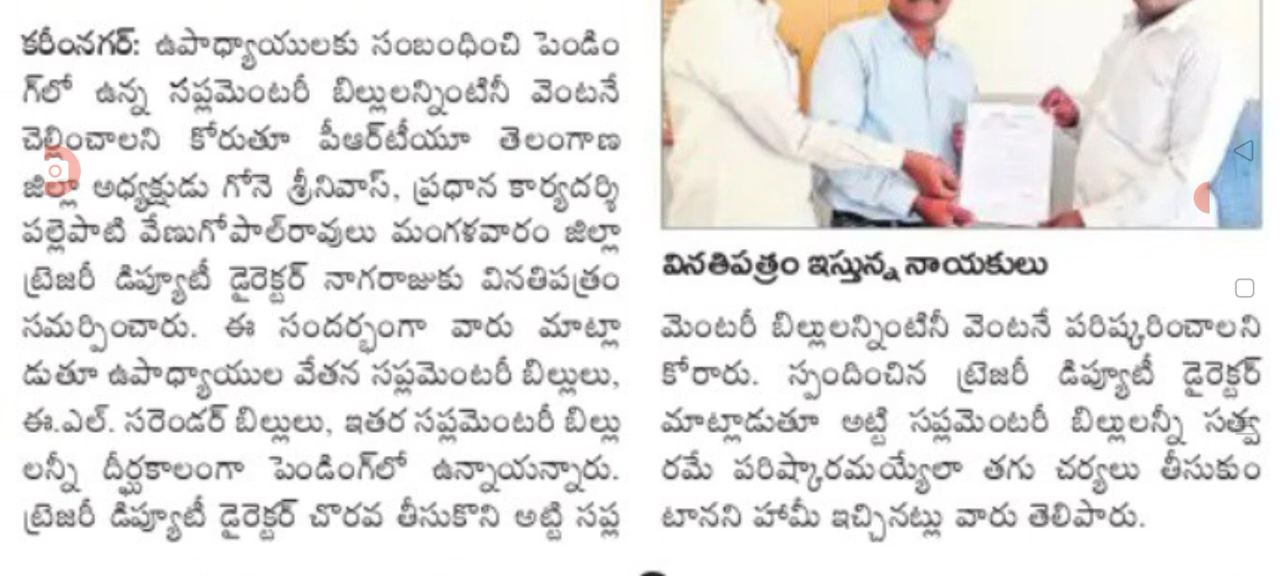 కరీంనగర్: ఉపాధ్యాయులకు సంబంధించి పెండిం
గ్‌లో ఉన్న సప్లమెంటరీ బిల్లులన్నింటినీ వెంటనే
చెల్లించాలని కోరుతూ పీఆర్‌టీయూ తెలంగాణ
జిల్లా అధ్యక్షుడు గోనె శ్రీనివాస్, ప్రధాన కార్యదర్శి
పల్లెపాటి వేణుగోపాల్‌రావులు మంగళవారం జిల్లా
ట్రెజరీ డిప్యూటీ డైరెక్టర్ నాగరాజుకు వినతిపత్రం
సమర్పించారు. ఈ సందర్భంగా వారు మాట్లా
డుతూ ఉపాధ్యాయుల వేతన సప్లమెంటరీ బిల్లులు,
ఈ.ఎల్. సరెండర్ బిల్లులు, ఇతర సప్లమెంటరీ బిల్లు
లన్నీ దీర్ఘకాలంగా పెండింగ్‌లో ఉన్నాయన్నారు.
ట్రెజరీ డిప్యూటీ డైరెక్టర్ చొరవ తీసుకొని అట్టి సప్ల
వినతిపత్రం ఇస్తున్న నాయకులు
మెంటరీ బిల్లులన్నింటినీ వెంటనే పరిష్కరించాలని
కోరారు. స్పందించిన ట్రెజరీ డిప్యూటీ డైరెక్టర్
మాట్లాడుతూ అట్టి సప్లమెంటరీ బిల్లులన్నీ సత్వ
రమే పరిష్కారమయ్యేలా తగు చర్యలు తీసుకుం
టానని హామీ ఇచ్చినట్లు వారు తెలిపారు.